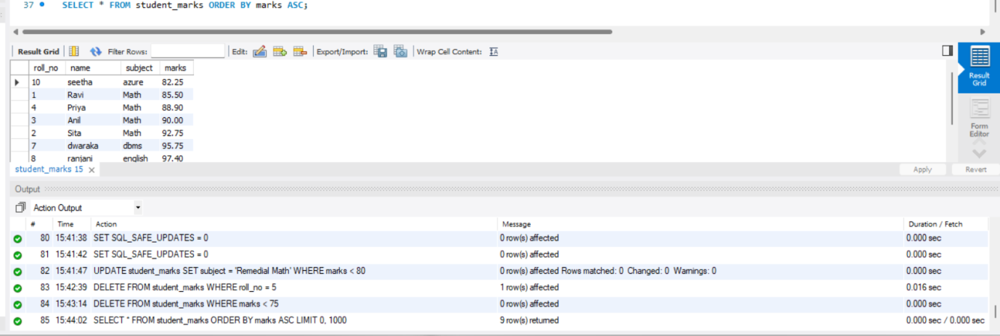 37 SELECT * FROM student_marks ORDER BY marks ASC;
Result Grid Filter Rows: Edit: Export/Import: Wrap Cell Content: IA
Result Grid
Form Editor
roll_no name subject marks
10 seetha azure 82.25
1 Ravi Math 85.50
4 Priya Math 88.90
3 Anil Math 90.00
2 Sita Math 92.75
7 dwaraka dbms 95.75
8 ranjani english 97.40
student_marks 15 x Apply Revert
Output
Action Output
# Time Action Message Duration / Fetch
80 15:41:38 SET SQL_SAFE_UPDATES = 0 0 row(s) affected 0.000 sec
81 15:41:42 SET SQL_SAFE_UPDATES = 0 0 row(s) affected 0.000 sec
82 15:41:47 UPDATE student_marks SET subject = 'Remedial Math' WHERE marks < 80 0 row(s) affected Rows matched: 0 Changed: 0 Warnings: 0 0.000 sec
83 15:42:39 DELETE FROM student_marks WHERE roll_no = 5 1 row(s) affected 0.016 sec
84 15:43:14 DELETE FROM student_marks WHERE marks < 75 0 row(s) affected 0.000 sec
85 15:44:02 SELECT * FROM student_marks ORDER BY marks ASC LIMIT 0, 1000 9 row(s) returned 0.000 sec / 0.000 sec